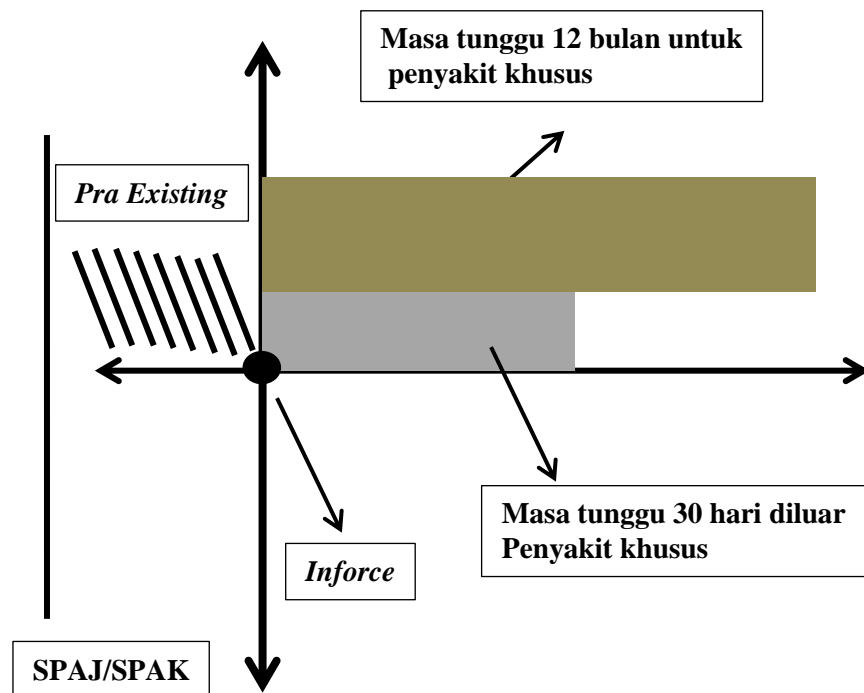 Masa tunggu 12 bulan untuk
penyakit khusus
Pra Existing
Masa tunggu 30 hari diluar
Penyakit khusus
Inforce
SPAJ/SPAK